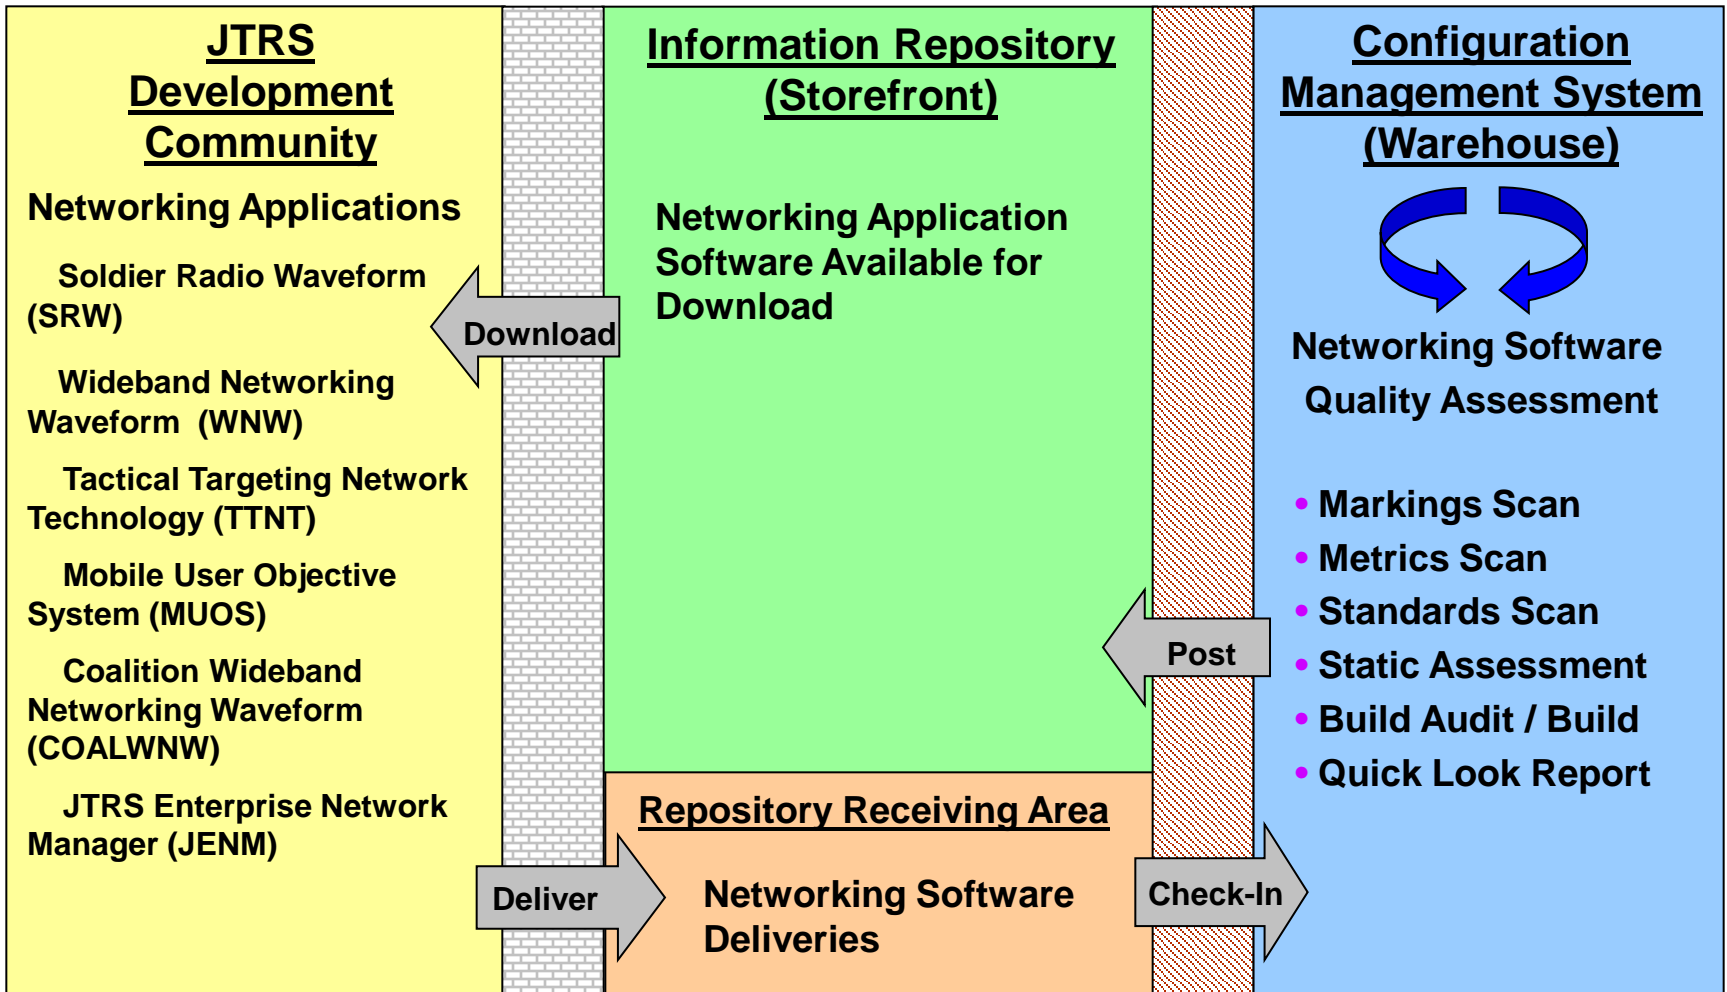 JTRS
Development
Community
Networking Applications
Soldier Radio Waveform
(SRW)
Wideband Networking
Waveform (WNW)
Tactical Targeting Network
Technology (TTNT)
Mobile User Objective
System (MUOS)
Coalition Wideband
Networking Waveform
(COALWNW)
JTRS Enterprise Network
Manager (JENM)
Download
Deliver
Information Repository
(Storefront)
Networking Application
Software Available for
Download
Repository Receiving Area
Networking Software
Deliveries
Post
Check-In
Configuration
Management System
(Warehouse)
Networking Software
Quality Assessment
• Markings Scan
• Metrics Scan
• Standards Scan
• Static Assessment
• Build Audit / Build
• Quick Look Report